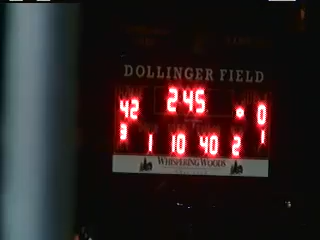 DOLLINGER FIELD
42 2:45 0
3 1 10 40 2 1
WHISPERING WOODS